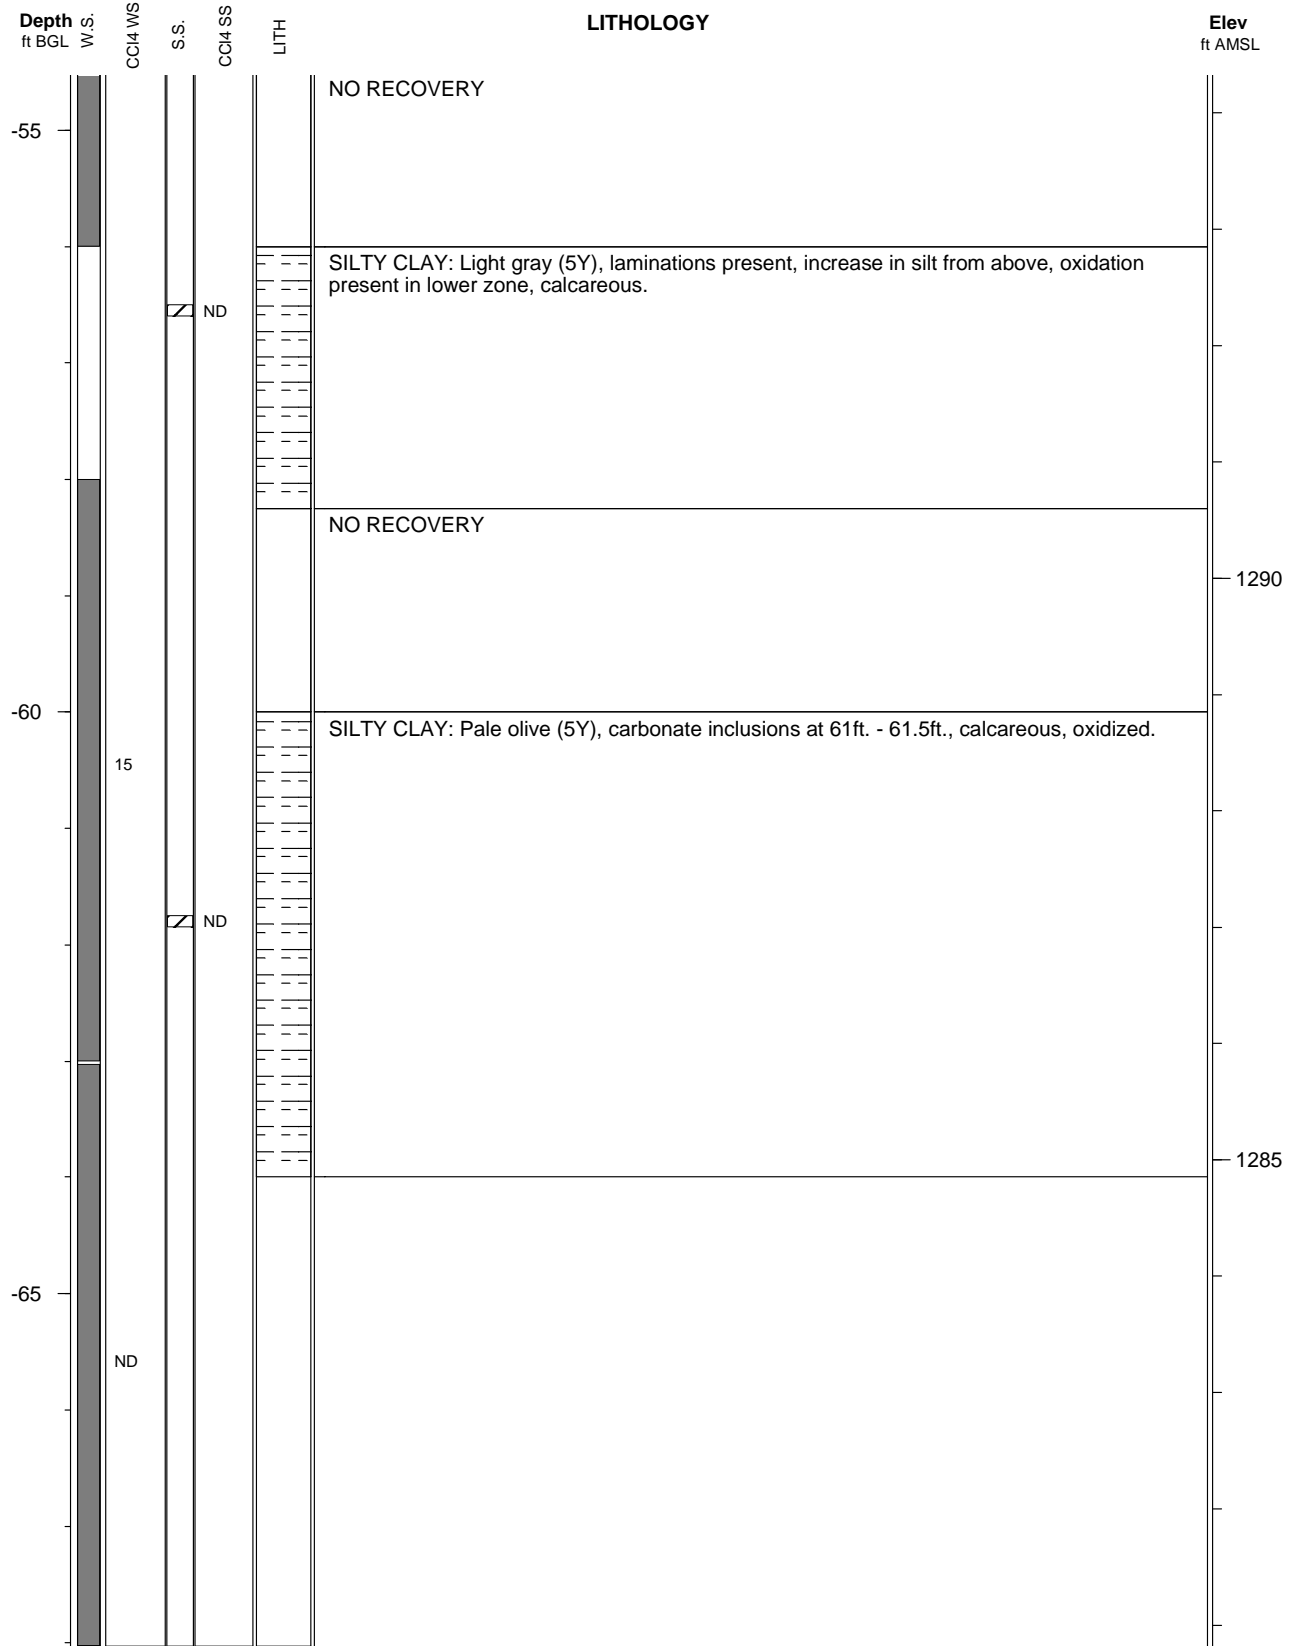 Depth
ft BGL
W.S.
CCl4 WS
S.S.
CCl4 SS
LITH
LITHOLOGY
Elev
ft AMSL
NO RECOVERY
-55
SILTY CLAY: Light gray (5Y), laminations present, increase in silt from above, oxidation
present in lower zone, calcareous.
ND
NO RECOVERY
1290
-60
SILTY CLAY: Pale olive (5Y), carbonate inclusions at 61ft. - 61.5ft., calcareous, oxidized.
15
ND
1285
-65
ND